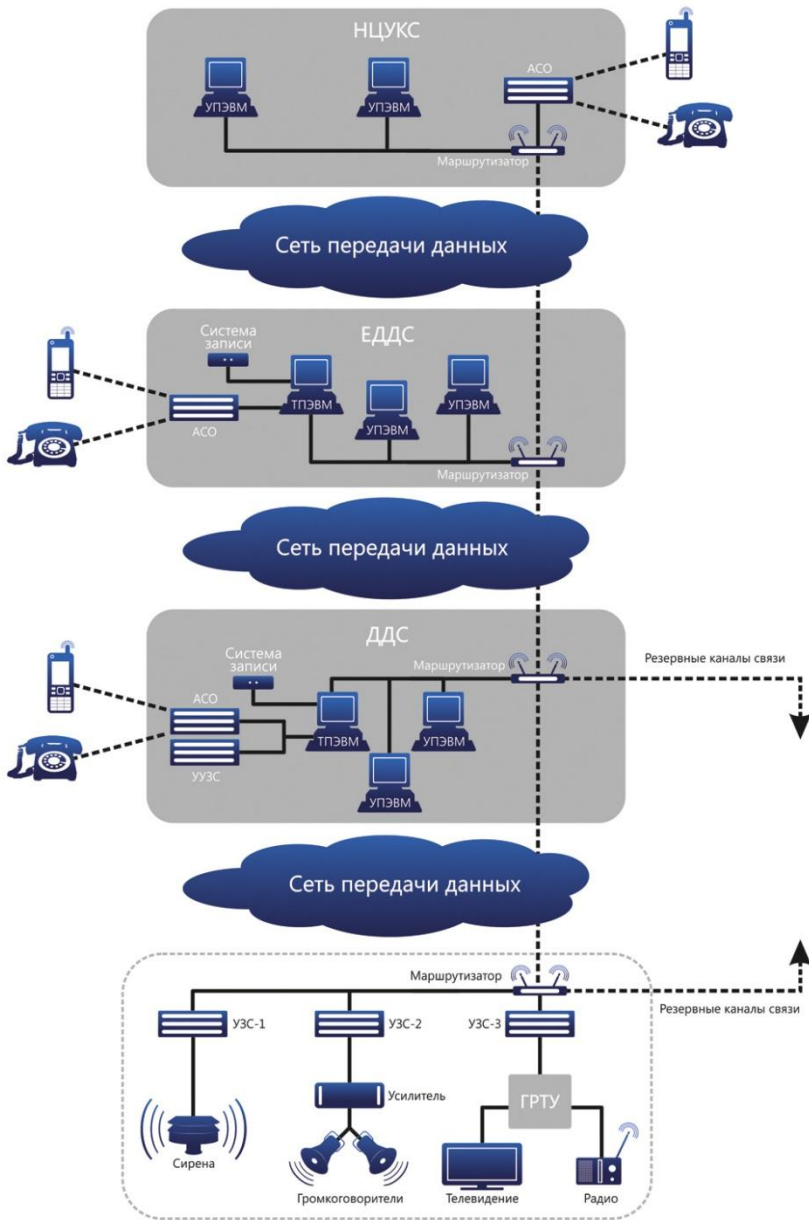 НЦУКС
АСО
УПЭВМ
УПЭВМ
Маршрутизатор
Сеть передачи данных
ЕДДС
Система
записи
ТПЭВМ
УПЭВМ
УПЭВМ
АСО
Маршрутизатор
Сеть передачи данных
ДДС
Система
записи
Маршрутизатор
Резервные каналы связи
АСО
ТПЭВМ
УПЭВМ
УУЗС
УПЭВМ
Сеть передачи данных
Маршрутизатор
Резервные каналы связи
УЗС-1
УЗС-2
УЗС-3
Усилитель
ГРТУ
Сирена
Громкоговорители
Телевидение
Радио